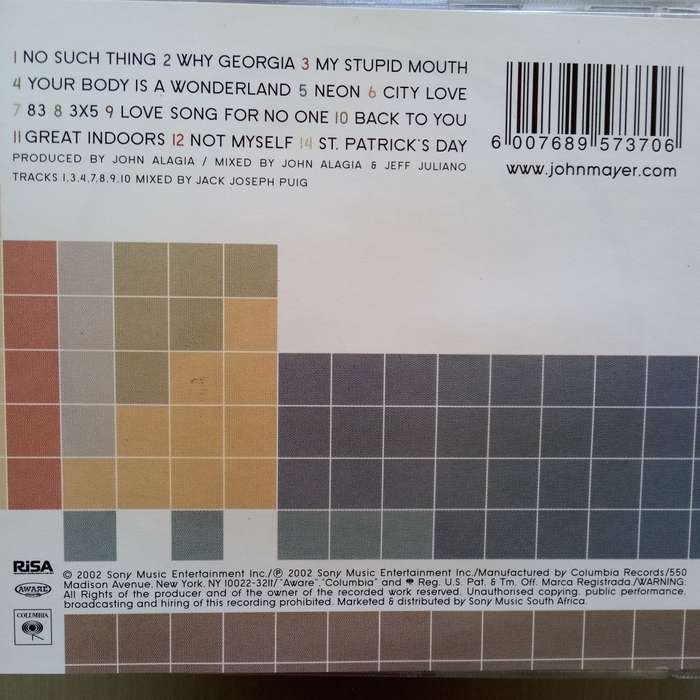 1 NO SUCH THING 2 WHY GEORGIA 3 MY STUPID MOUTH
4 YOUR BODY IS A WONDERLAND 5 NEON 6 CITY LOVE
7 83 8 3X5 9 LOVE SONG FOR NO ONE 10 BACK TO YOU
11 GREAT INDOORS 12 NOT MYSELF 14 ST. PATRICK'S DAY
PRODUCED BY JOHN ALAGIA / MIXED BY JOHN ALAGIA & JEFF JULIANO
TRACKS 1.3.4.7.8.9.10 MIXED BY JACK JOSEPH PUIG
6 007689 573706
www.johnmayer.com
RiSA
AWARE
COLUMBIA
© 2002 Sony Music Entertainment Inc./℗ 2002 Sony Music Entertainment Inc./Manufactured by Columbia Records/550
Madison Avenue. New York. NY 10022-3211/"Aware"."Columbia" and Reg. U.S. Pat. & Tm. Off. Marca Registrada./WARNING:
All Rights of the producer and of the owner of the recorded work reserved. Unauthorised copying. public performance.
broadcasting and hiring of this recording prohibited. Marketed & distributed by Sony Music South Africa.